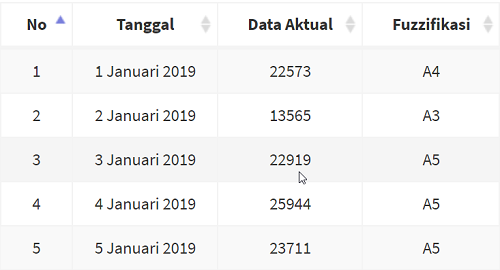 No Tanggal Data Aktual Fuzzifikasi
1 1 Januari 2019 22573 A4
2 2 Januari 2019 13565 A3
3 3 Januari 2019 22919 A5
4 4 Januari 2019 25944 A5
5 5 Januari 2019 23711 A5